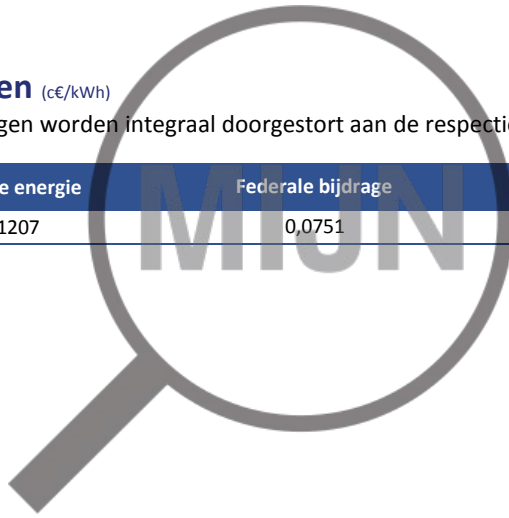 en (c€/kWh)
gen worden integraal doorgestort aan de respecti
e energie Federale bijdrage
1207 0,0751
MIJN